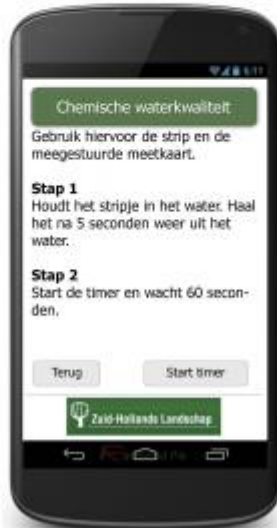 6:11
Chemische waterkwaliteit
Gebruik hiervoor de strip en de
meegestuurde meetkaart.
Stap 1
Houdt het stripje in het water. Haal
het na 5 seconden weer uit het
water.
Stap 2
Start de timer en wacht 60 secon-
den.
Terug
Start timer
Zuid-Hollands Landschap